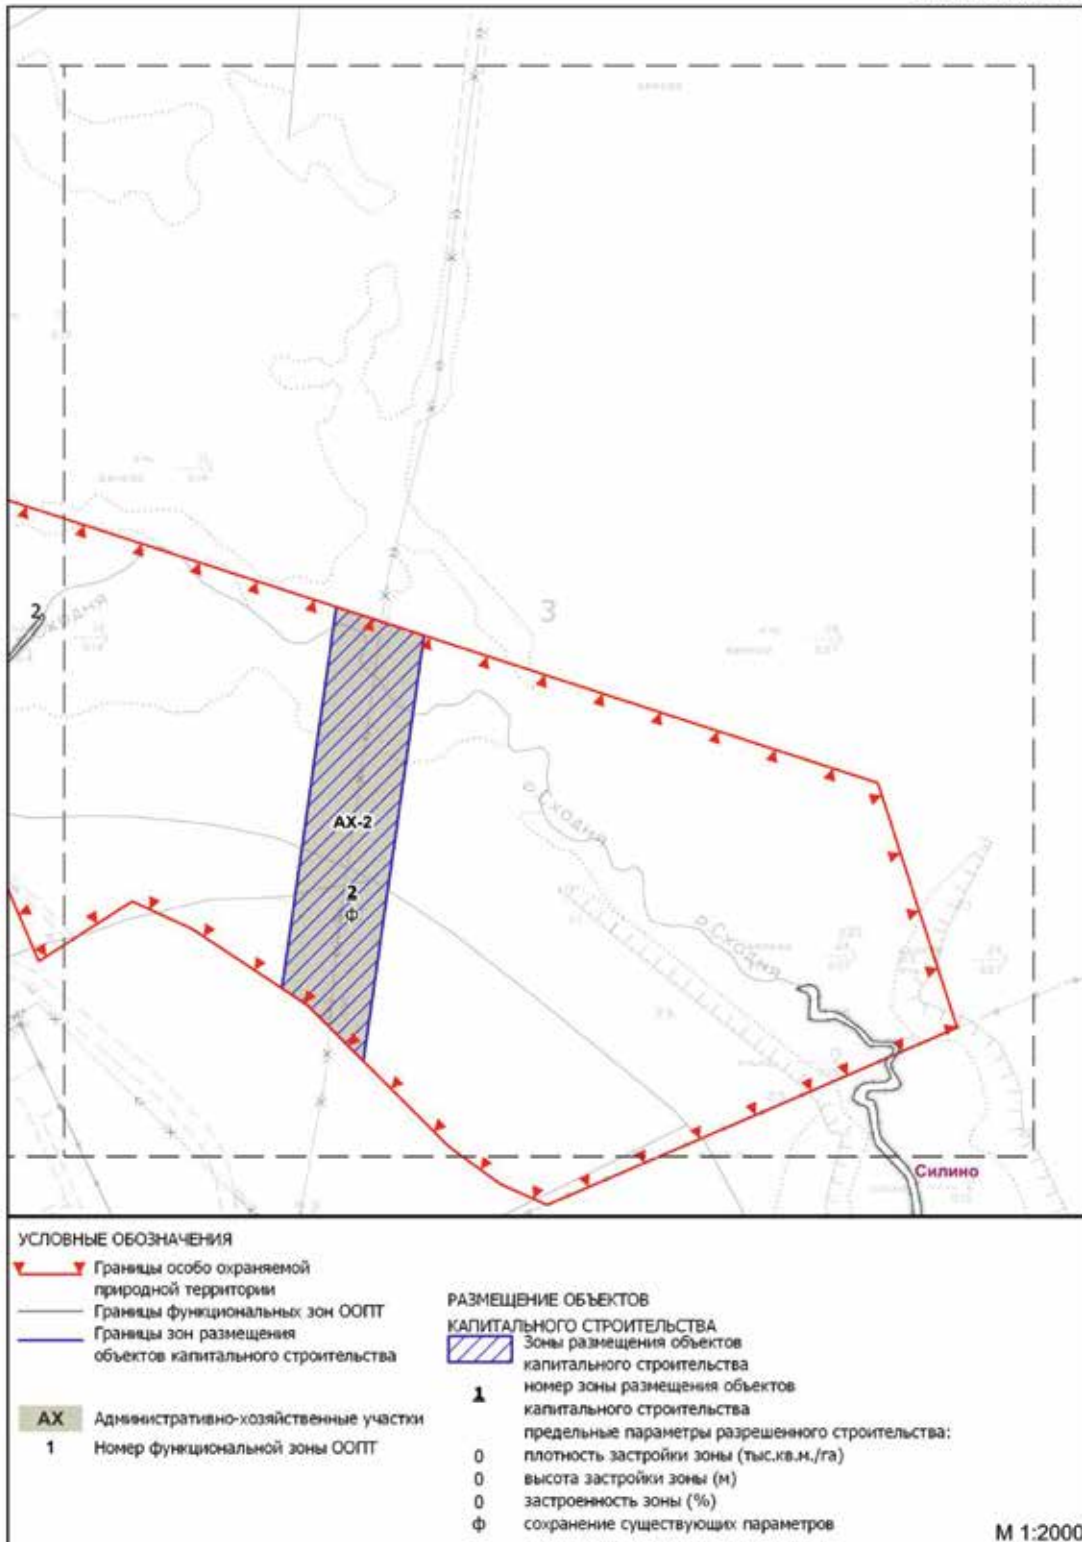 3
2
АХ-2
2
ф
р.Сходня
р.Сходня
Силино
УСЛОВНЫЕ ОБОЗНАЧЕНИЯ
Границы особо охраняемой
природной территории
Границы функциональных зон ООПТ
Границы зон размещения
объектов капитального строительства
АХ Административно-хозяйственные участки
1 Номер функциональной зоны ООПТ
РАЗМЕЩЕНИЕ ОБЪЕКТОВ
КАПИТАЛЬНОГО СТРОИТЕЛЬСТВА
Зоны размещения объектов
капитального строительства
1 номер зоны размещения объектов
капитального строительства
предельные параметры разрешенного строительства:
0 плотность застройки зоны (тыс.кв.м./га)
0 высота застройки зоны (м)
0 застроенность зоны (%)
ф сохранение существующих параметров
М 1:2000